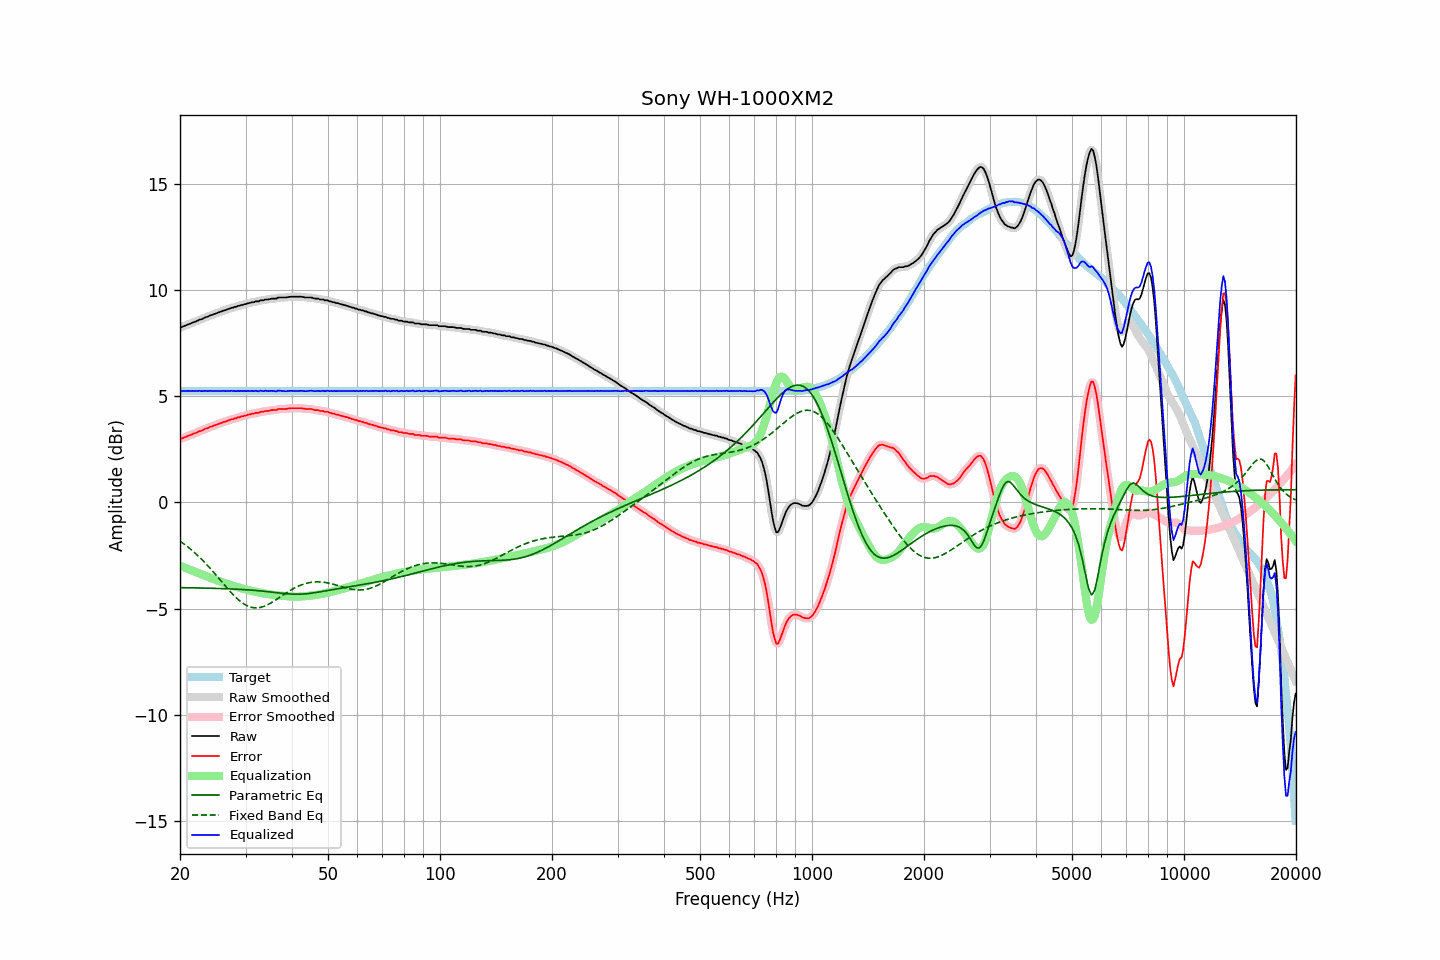 Sony WH-1000XM2
Amplitude (dBr)
15
10
5
0
−5
−10
−15
Target
Raw Smoothed
Error Smoothed
Raw
Error
Equalization
Parametric Eq
Fixed Band Eq
Equalized
20 50 100 200 500 1000 2000 5000 10000 20000
Frequency (Hz)